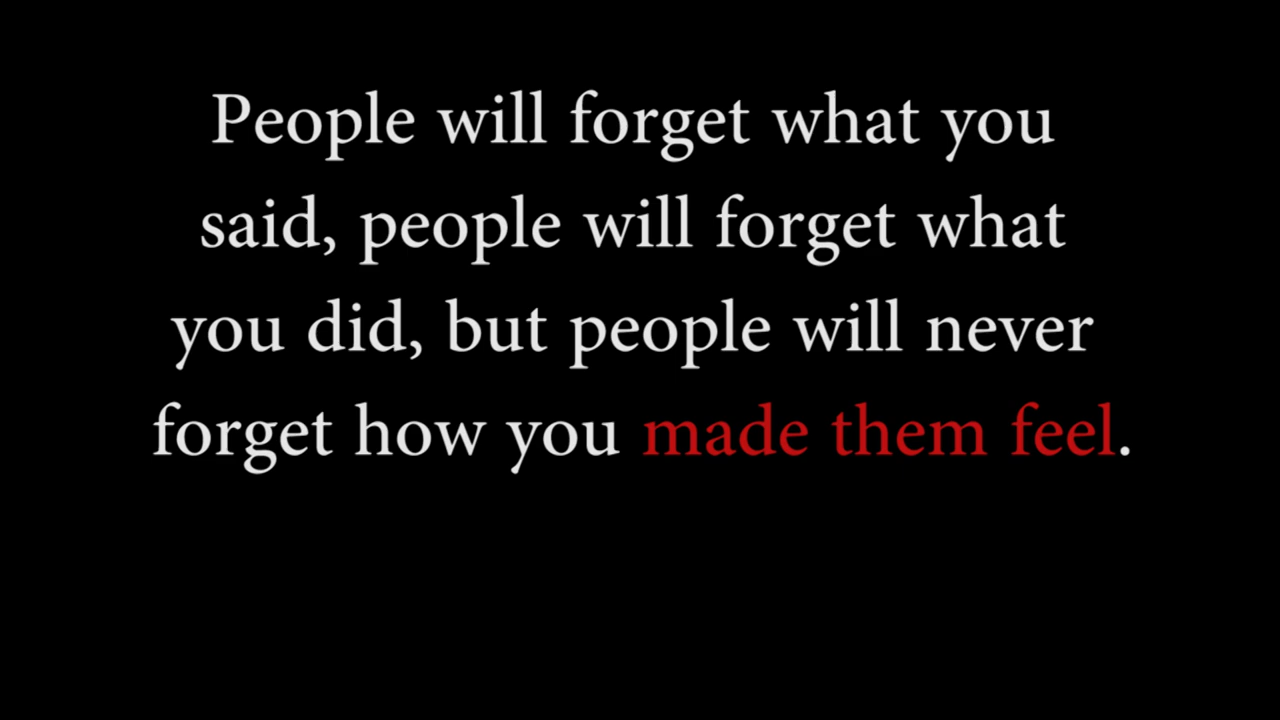 People will forget what you
said, people will forget what
you did, but people will never
forget how you made them feel.